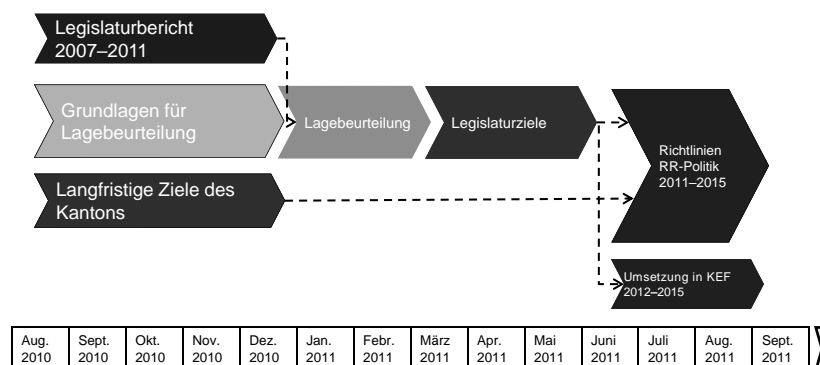 Legislaturbericht
2007–2011
Grundlagen für
Lagebeurteilung
Lagebeurteilung
Legislaturziele
Richtlinien
RR-Politik
2011–2015
Langfristige Ziele des
Kantons
Umsetzung in KEF
2012–2015
Aug. Sept. Okt. Nov. Dez. Jan. Febr. März Apr. Mai Juni Juli Aug. Sept.
2010 2010 2010 2010 2010 2011 2011 2011 2011 2011 2011 2011 2011 2011